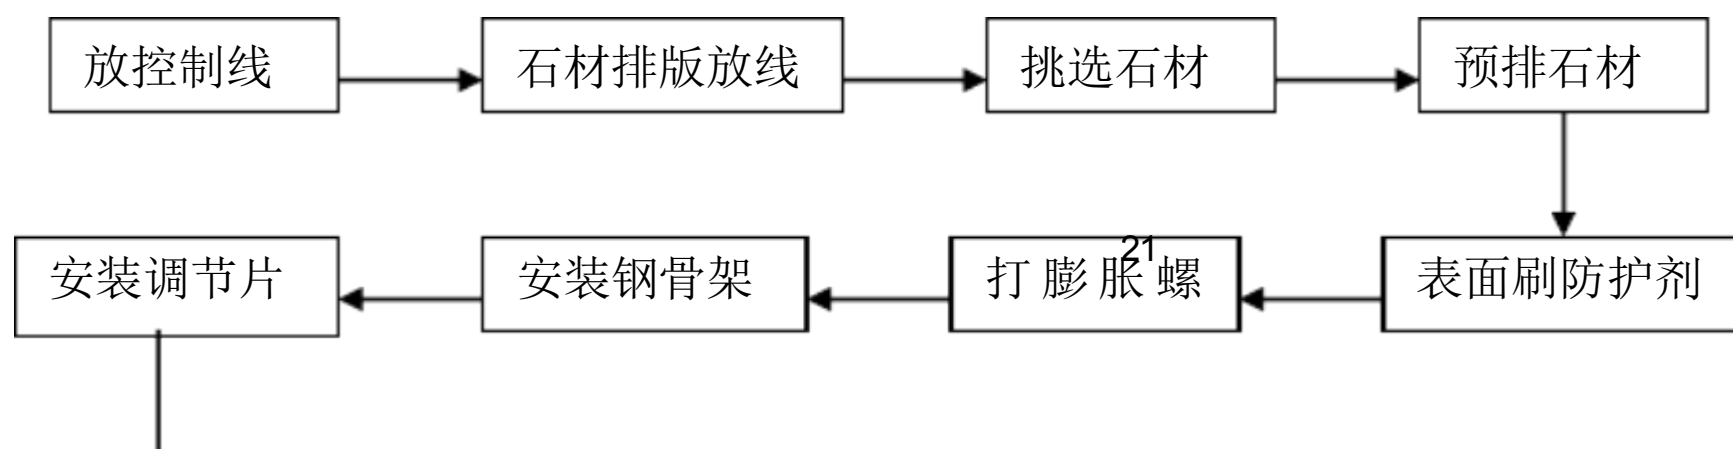 放控制线
石材排版放线
挑选石材
预排石材
安装调节片
安装钢骨架
打膨胀螺
21
表面刷防护剂